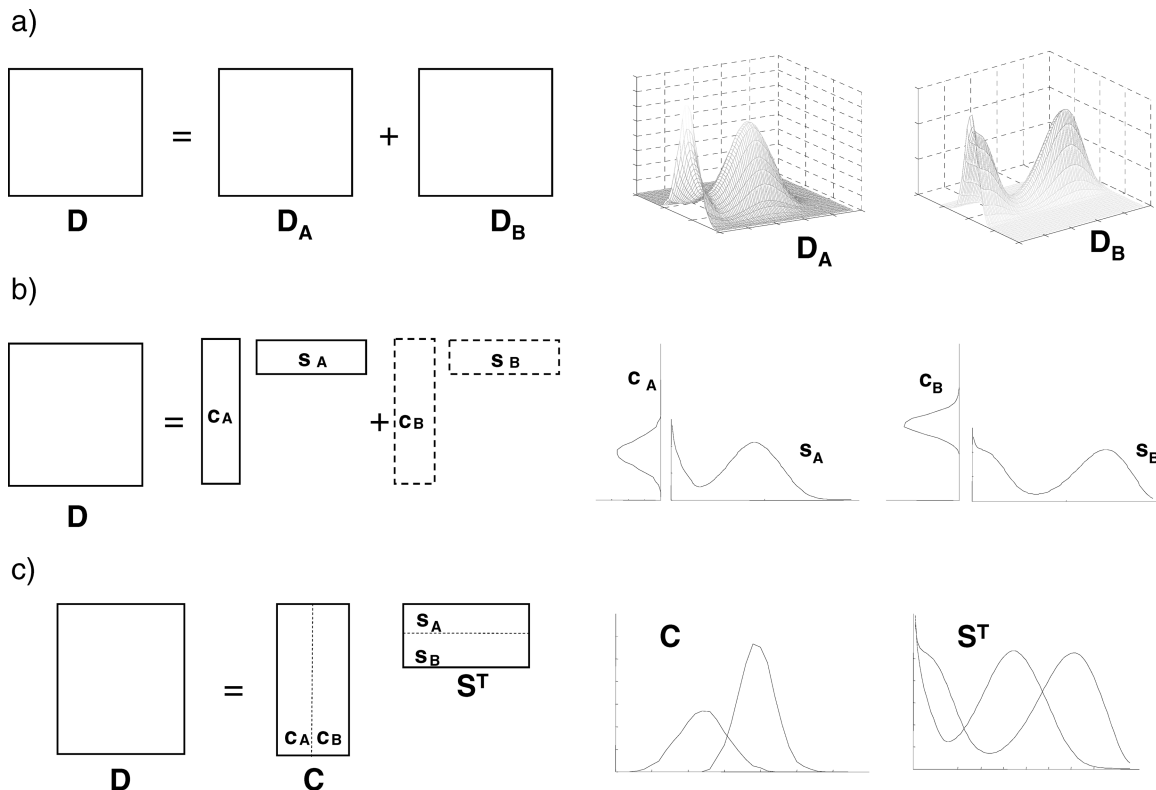 a)
= +
D D_A D_B D_A D_B
b)
s_A s_B
c_A = + c_B
c_A s_A c_B s_B
D
c)
s_A
s_B
S^T
=
c_A c_B
D C
C S^T